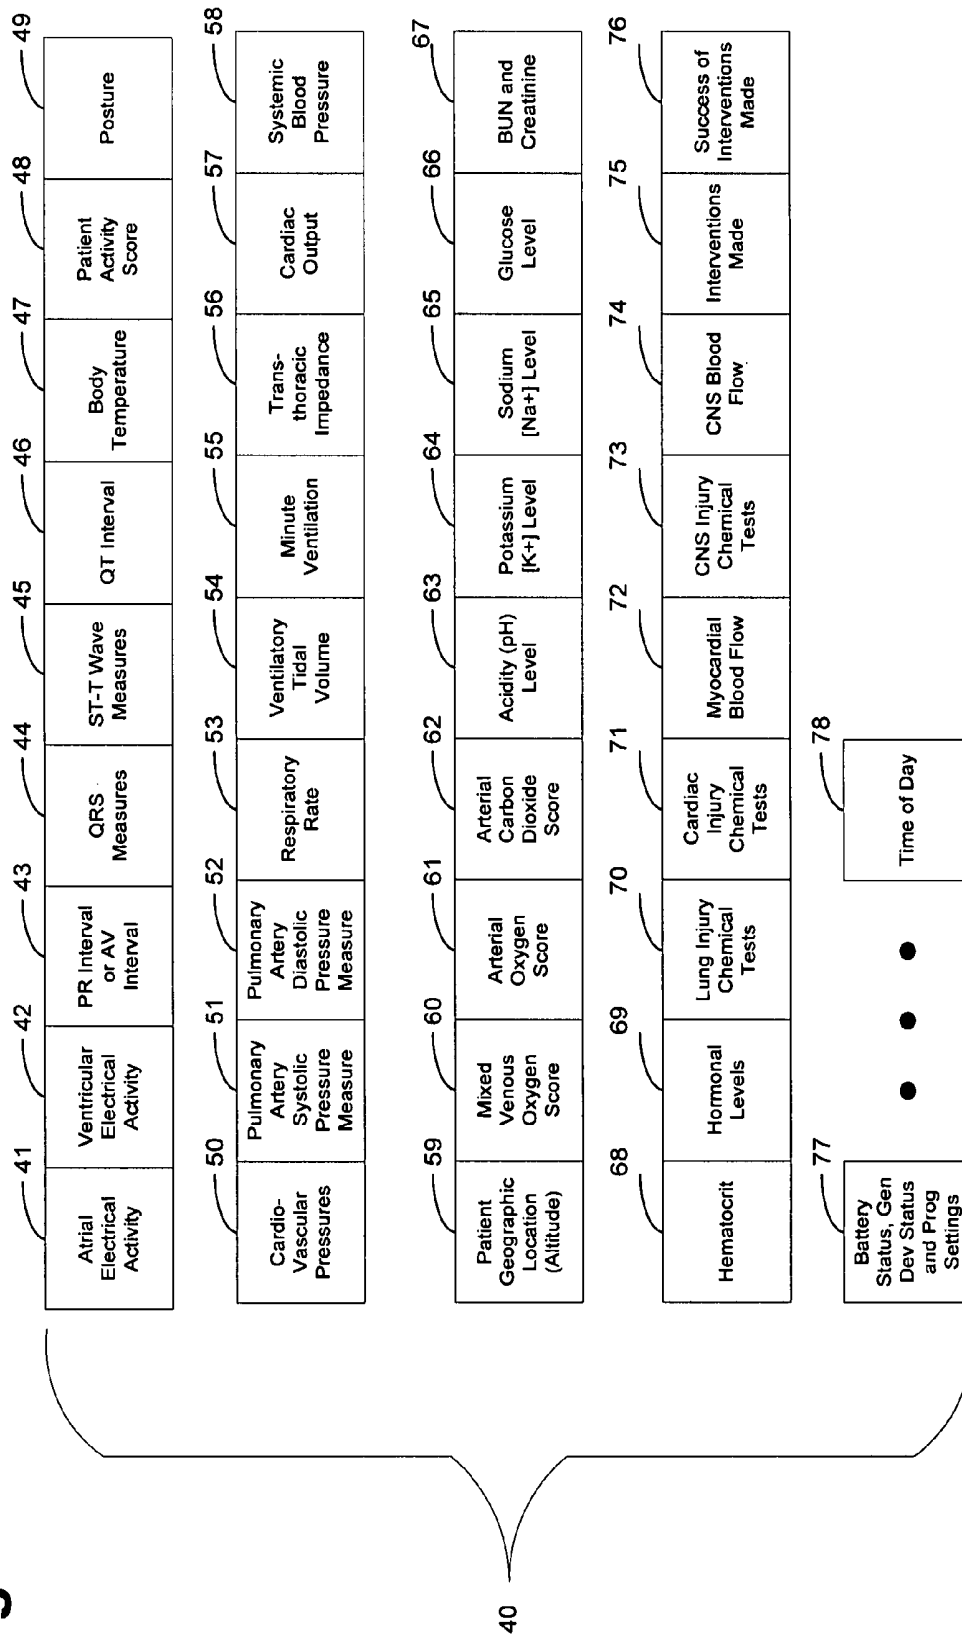 41
Atrial
Electrical
Activity
42
Ventricular
Electrical
Activity
43
PR Interval
or AV
Interval
44
QRS
Measures
45
ST-T Wave
Measures
46
QT Interval
47
Body
Temperature
48
Patient
Activity
Score
49
Posture
50
Cardio-
Vascular
Pressures
51
Pulmonary
Artery
Systolic
Pressure
Measure
52
Pulmonary
Artery
Diastolic
Pressure
Measure
53
Respiratory
Rate
54
Ventilatory
Tidal
Volume
55
Minute
Ventilation
56
Trans-
thoracic
Impedance
57
Cardiac
Output
58
Systemic
Blood
Pressure
59
Patient
Geographic
Location
(Altitude)
60
Mixed
Venous
Oxygen
Score
61
Arterial
Oxygen
Score
62
Arterial
Carbon
Dioxide
Score
63
Acidity (pH)
Level
64
Potassium
[K+] Level
65
Sodium
[Na+] Level
66
Glucose
Level
67
BUN and
Creatinine
68
Hematocrit
69
Hormonal
Levels
70
Lung Injury
Chemical
Tests
71
Cardiac
Injury
Chemical
Tests
72
Myocardial
Blood Flow
73
CNS Injury
Chemical
Tests
74
CNS Blood
Flow
75
Interventions
Made
76
Success of
Interventions
Made
77
Battery
Status, Gen
Dev Status
and Prog
Settings
78
Time of Day
40